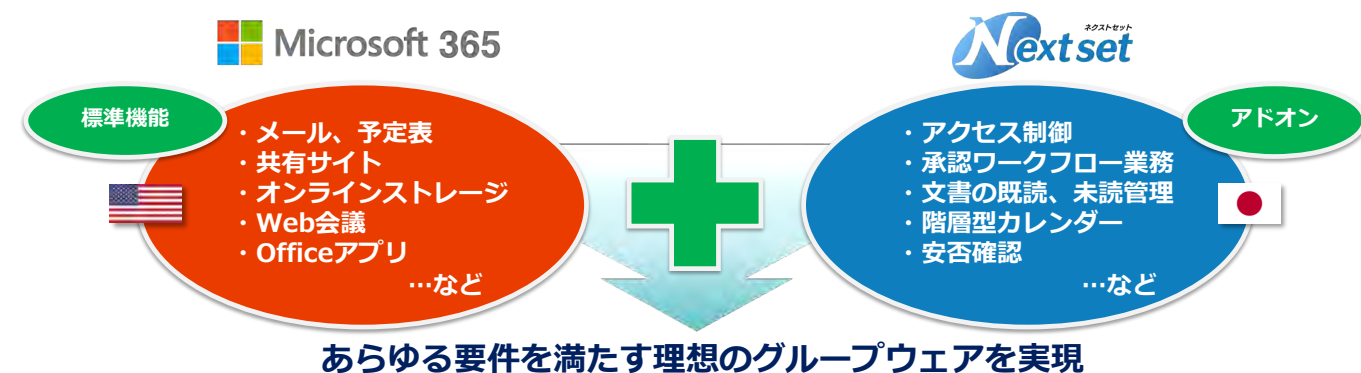 Microsoft 365
ネクストセット
Nextset
標準機能
・メール、予定表
・共有サイト
・オンラインストレージ
・Web会議
・Officeアプリ
…など
アドオン
・アクセス制御
・承認ワークフロー業務
・文書の既読、未読管理
・階層型カレンダー
・安否確認
…など
あらゆる要件を満たす理想のグループウェアを実現